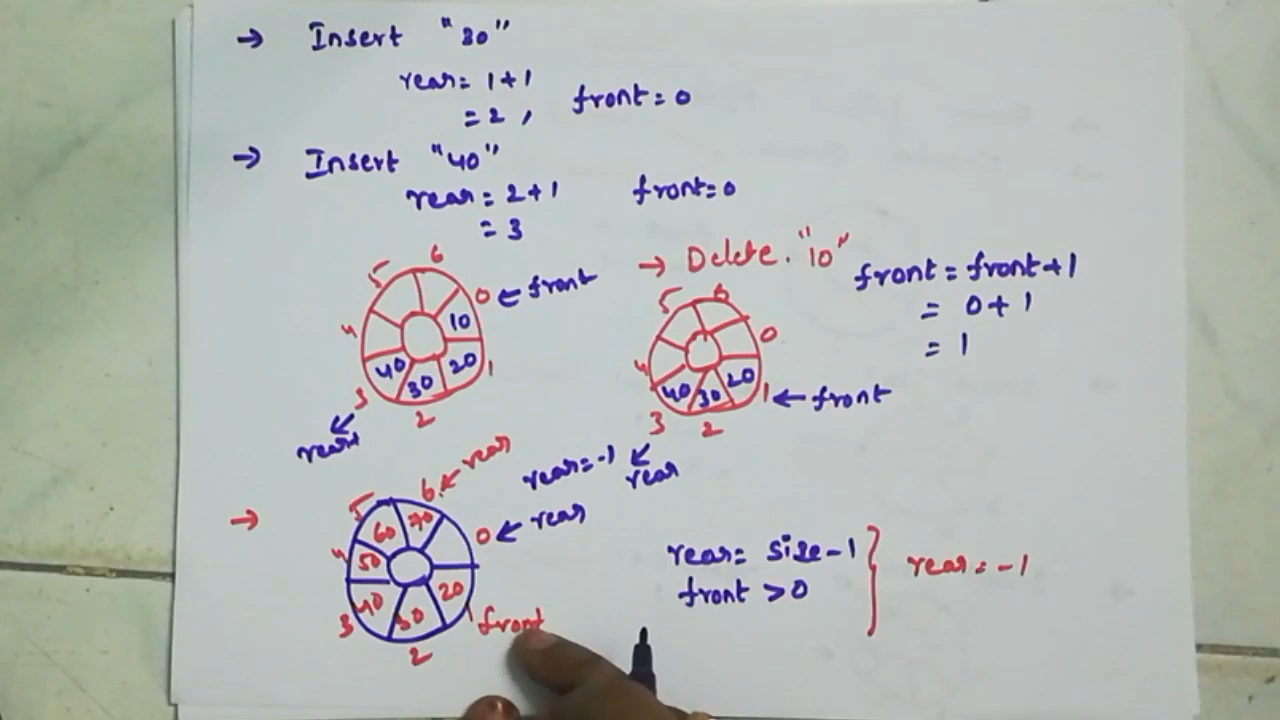 → Insert "30"
rear = 1+1
= 2 , front = 0
→ Insert "40"
rear = 2+1 front = 0
= 3
→ Delete. "10"
front = front+1
= 0+1
= 1
5 6 0 ← front
4 10
40 30 20 1
3 2
rear
5 6 0
4 40 30 20 1 ← front
3 2
rear
→ 5 6 ← rear rear = -1
60 70 0 ← rear
4 50
40 30 20 1 front
3 2
rear = size-1
front > 0 } rear = -1